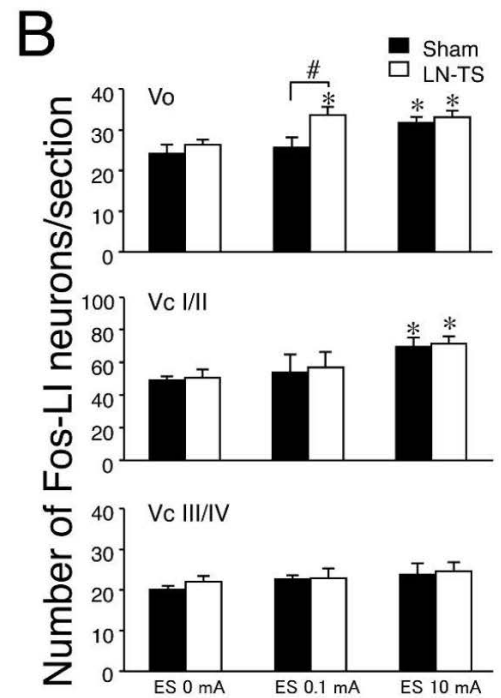 B
Sham
LN-TS
Number of Fos-LI neurons/section
Vo
#
*
* *
40
30
20
10
0
Vc I/II
* *
100
80
60
40
20
0
Vc III/IV
40
30
20
10
0
ES 0 mA ES 0.1 mA ES 10 mA